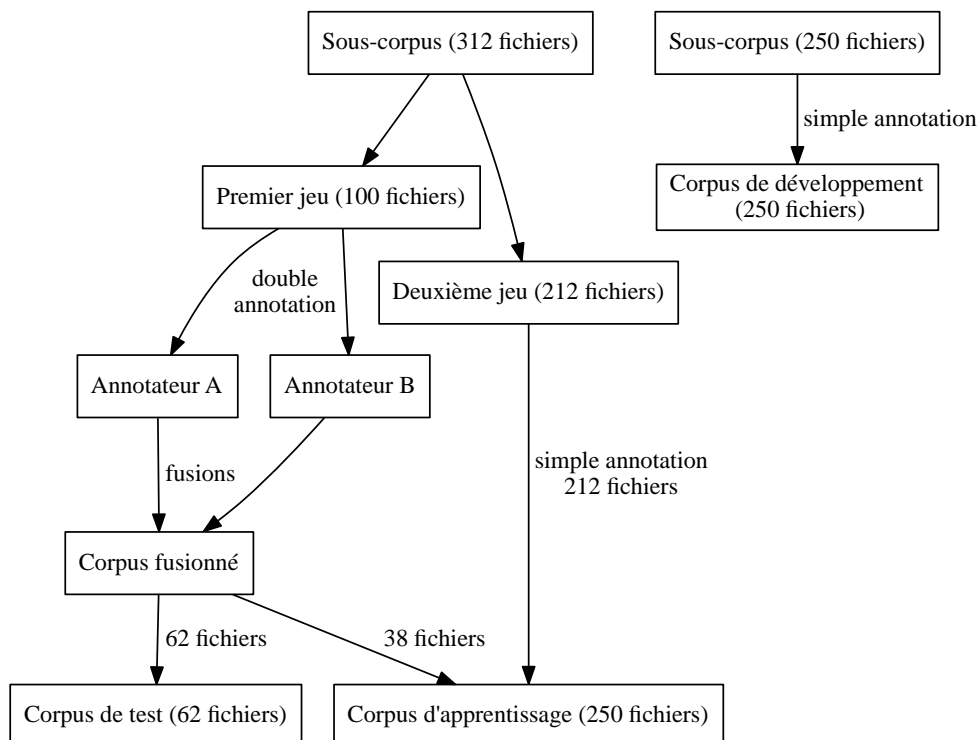 Sous-corpus (312 fichiers)
Sous-corpus (250 fichiers)
simple annotation
Premier jeu (100 fichiers)
Corpus de développement
(250 fichiers)
double
annotation
Deuxième jeu (212 fichiers)
Annotateur A
Annotateur B
fusions
simple annotation
212 fichiers
Corpus fusionné
62 fichiers
38 fichiers
Corpus de test (62 fichiers)
Corpus d'apprentissage (250 fichiers)